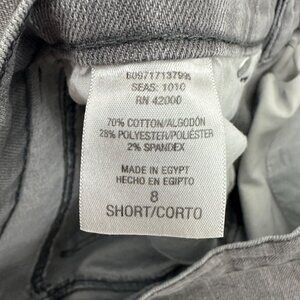 60971713799
SEAS: 1010
RN 42000
70% COTTON/ALGODÓN
28% POLYESTER/POLIÉSTER
2% SPANDEX
MADE IN EGYPT
HECHO EN EGIPTO
8
SHORT/CORTO